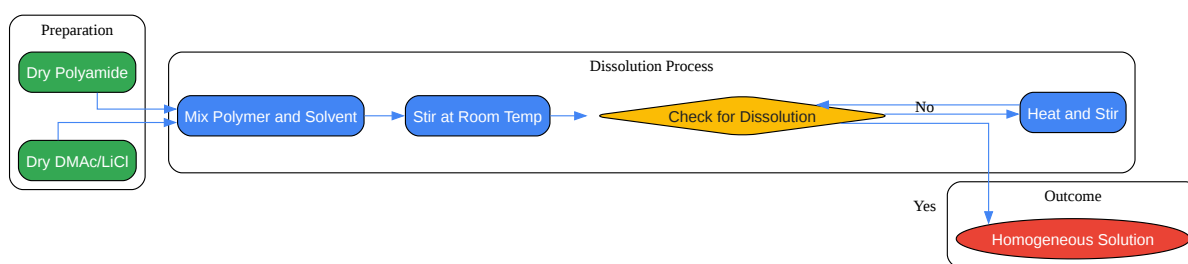 Preparation
Dry Polyamide
Dry DMAc/LiCl
Dissolution Process
Mix Polymer and Solvent
Stir at Room Temp
Check for Dissolution
No
Heat and Stir
Yes
Outcome
Homogeneous Solution